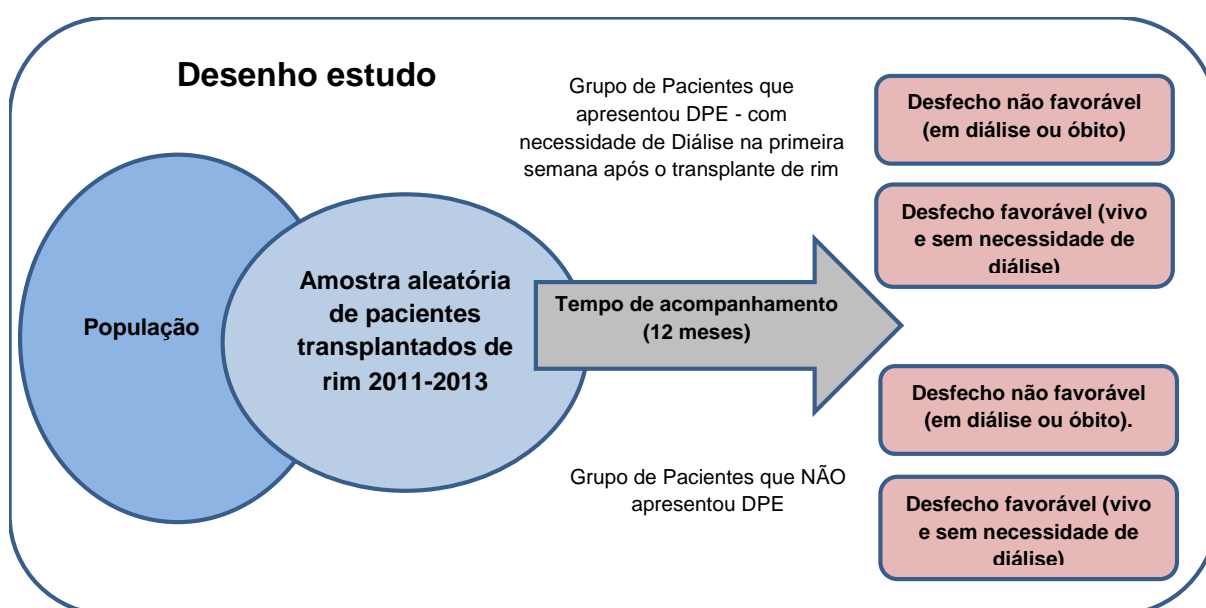 Desenho estudo
População
Amostra aleatória
de pacientes
transplantados de
rim 2011-2013
Grupo de Pacientes que
apresentou DPE - com
necessidade de Diálise na primeira
semana após o transplante de rim
Tempo de acompanhamento
(12 meses)
Grupo de Pacientes que NÃO
apresentou DPE
Desfecho não favorável
(em diálise ou óbito)
Desfecho favorável (vivo
e sem necessidade de
diálise)
Desfecho não favorável
(em diálise ou óbito).
Desfecho favorável (vivo
e sem necessidade de
diálise)